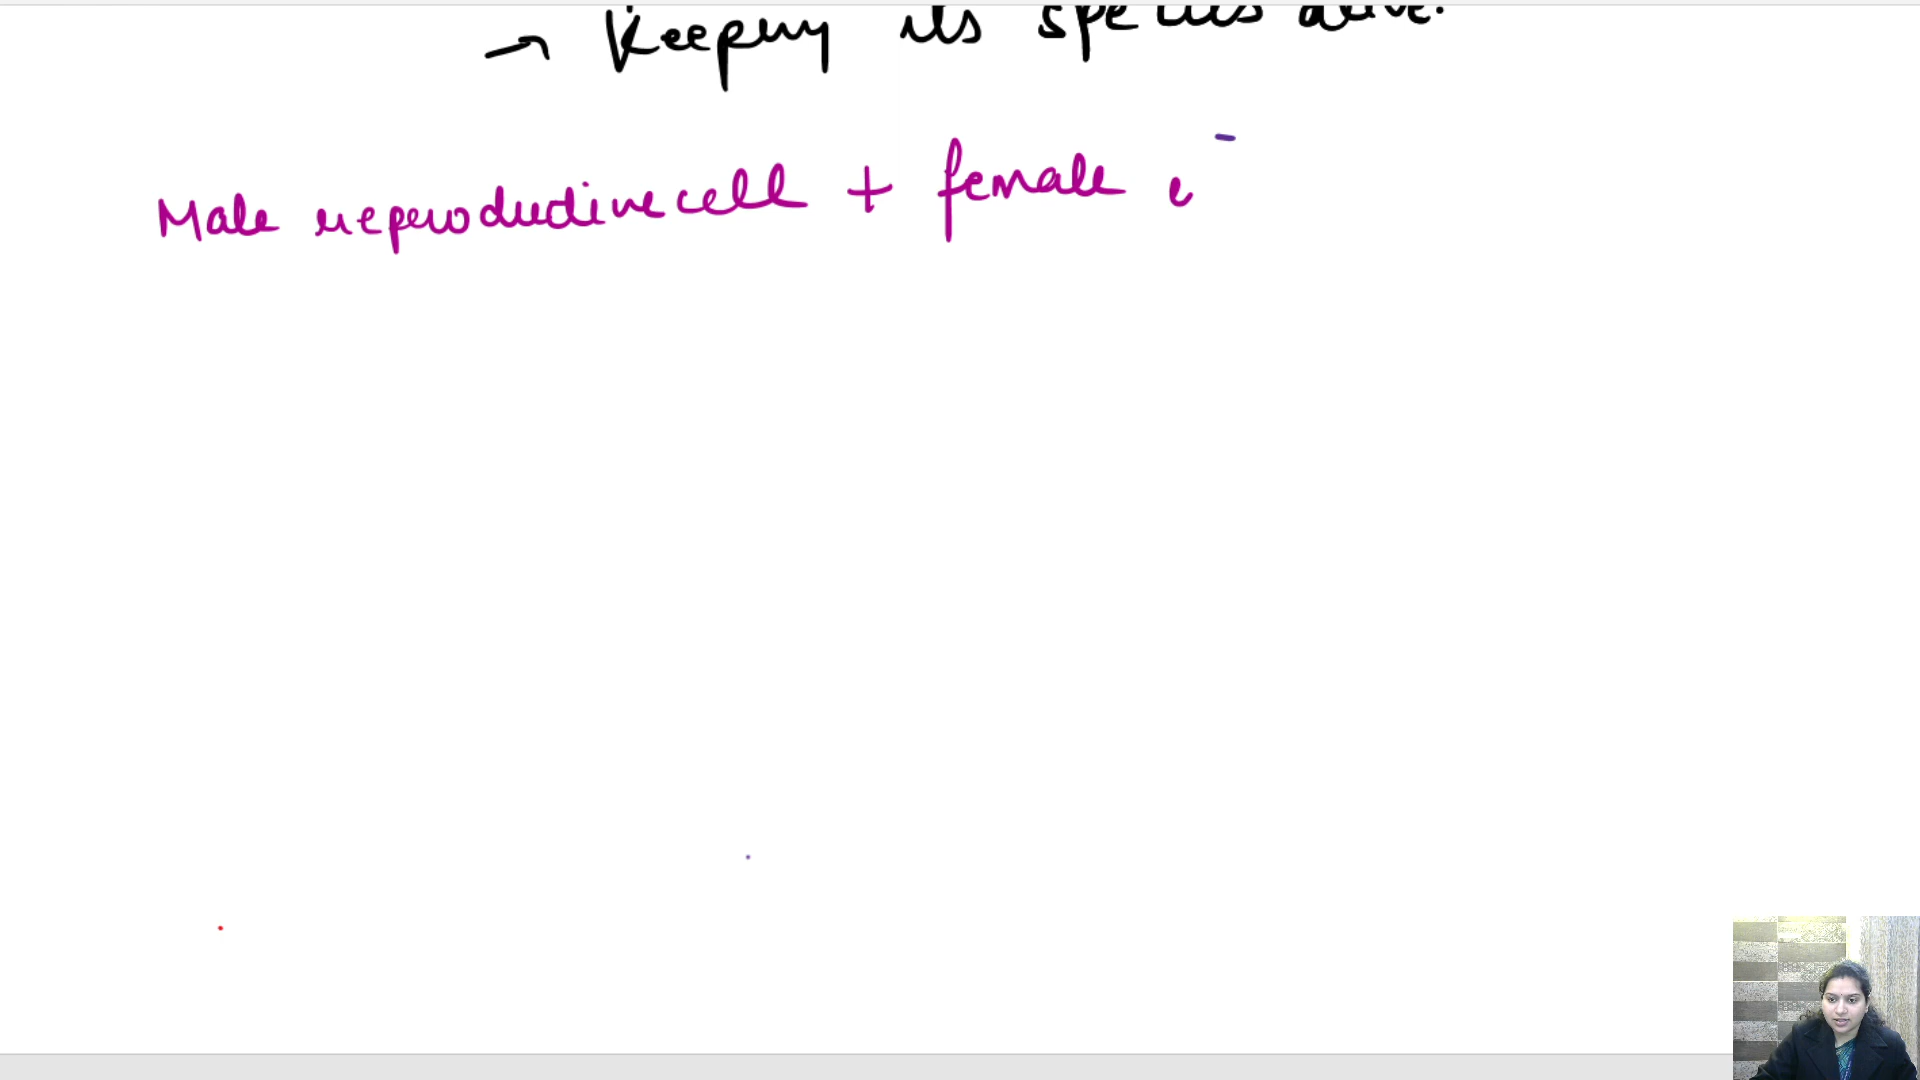 → Keeping its species alive.
Male reproductive cell + female c